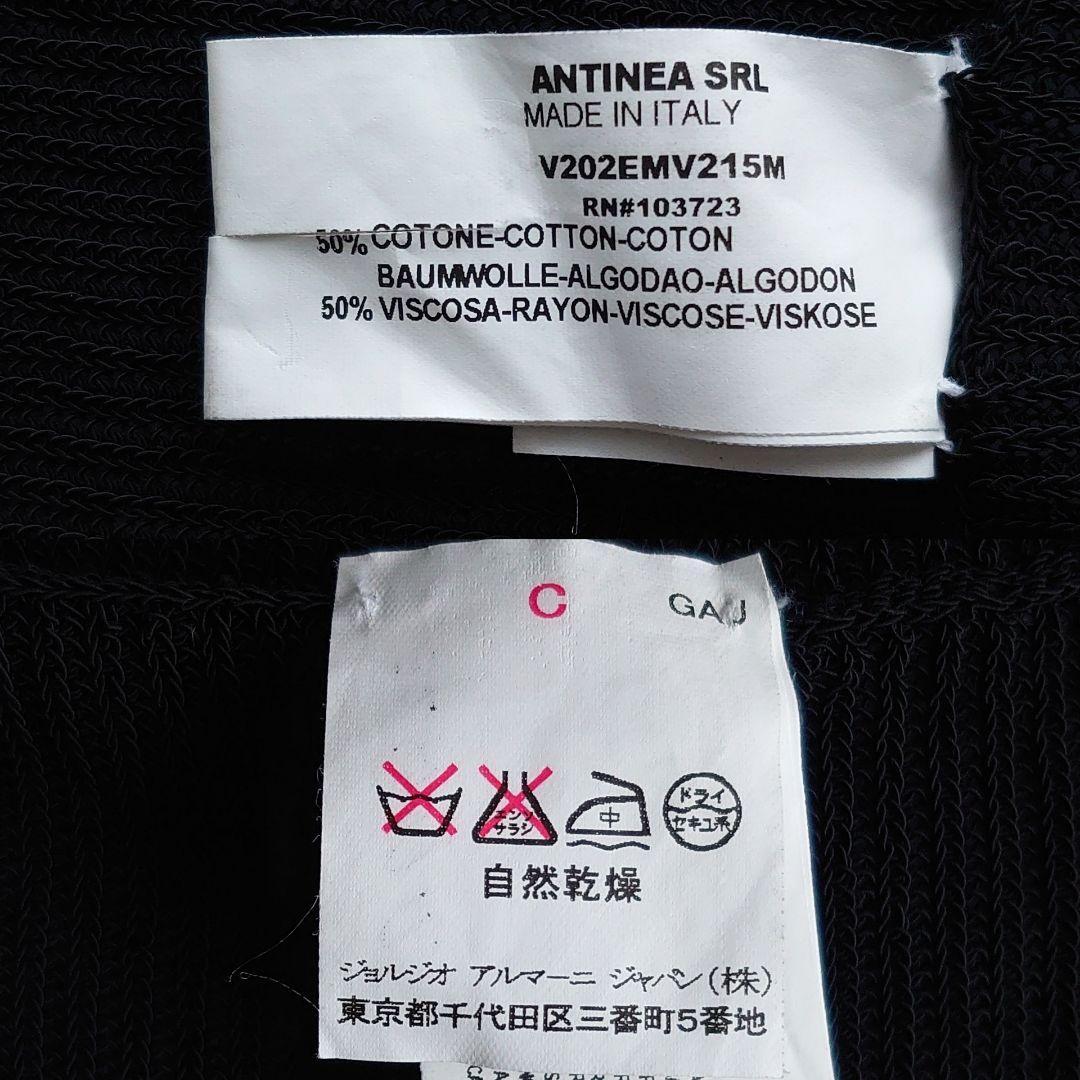 ANTINEA SRL
MADE IN ITALY
V202EMV215M
RN#103723
50% COTONE-COTTON-COTON
BAUMWOLLE-ALGODAO-ALGODON
50% VISCOSA-RAYON-VISCOSE-VISKOSE
C GAJ
エンソ サラシ 中 ドライ セキユ系
自然乾燥
ジョルジオ アルマーニ ジャパン(株)
東京都千代田区三番町5番地